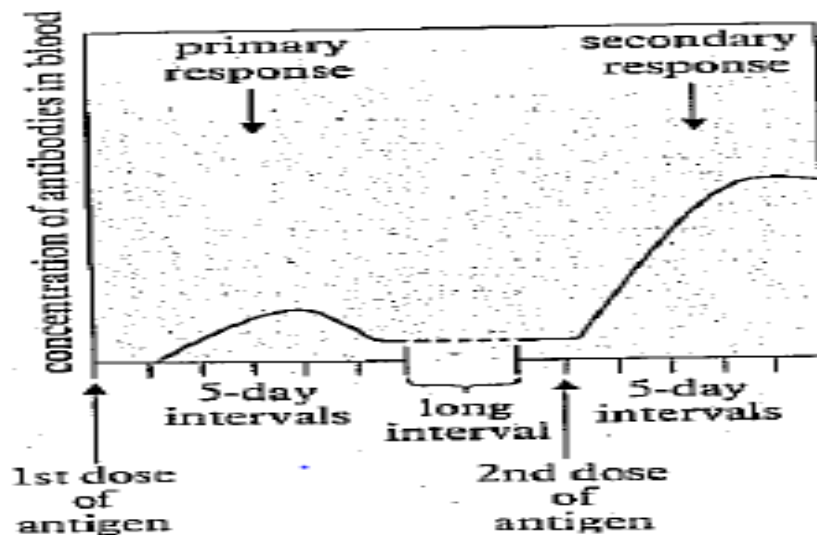 concentration of antibodies in blood
primary
response
secondary
response
5-day
intervals
long
interval
5-day
intervals
1st dose
of
antigen
2nd dose
of
antigen